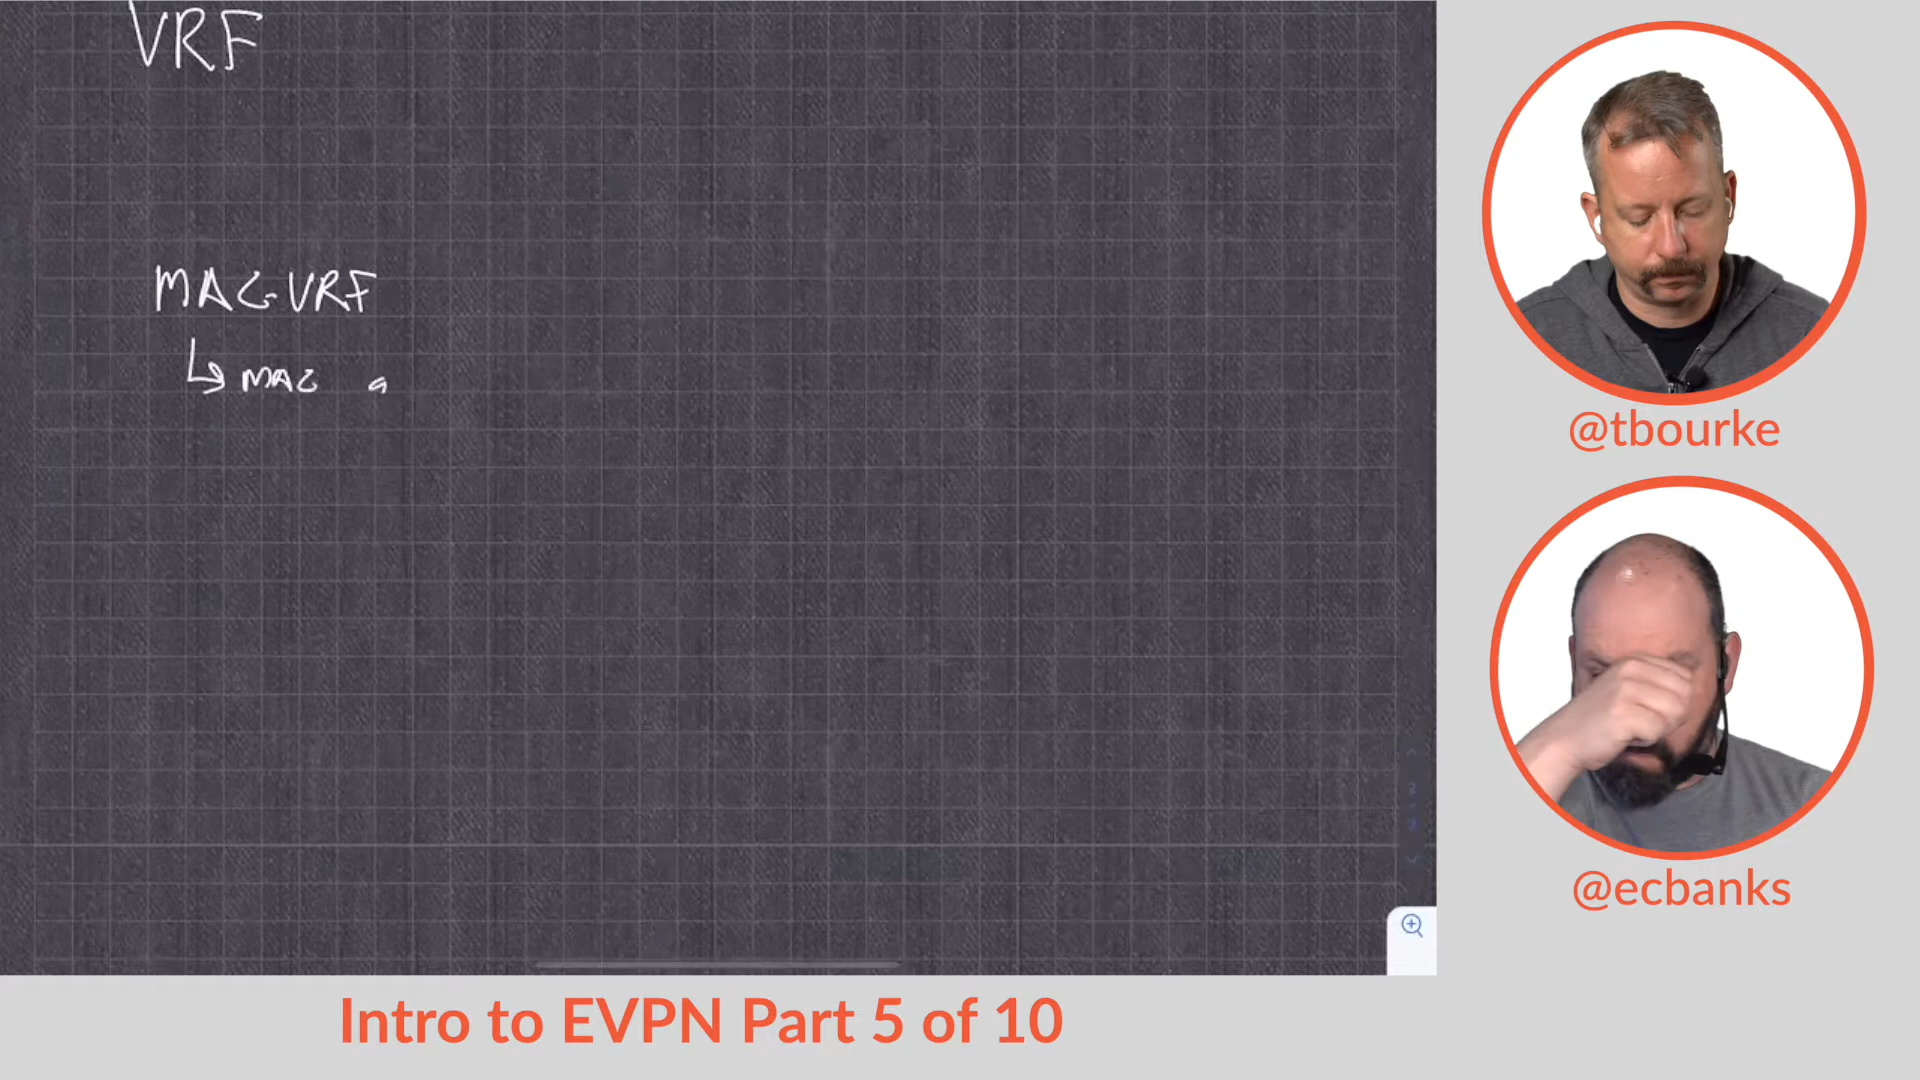 VRF
MAC-VRF
↳ MAC a
@tbourke
@ecbanks
Intro to EVPN Part 5 of 10